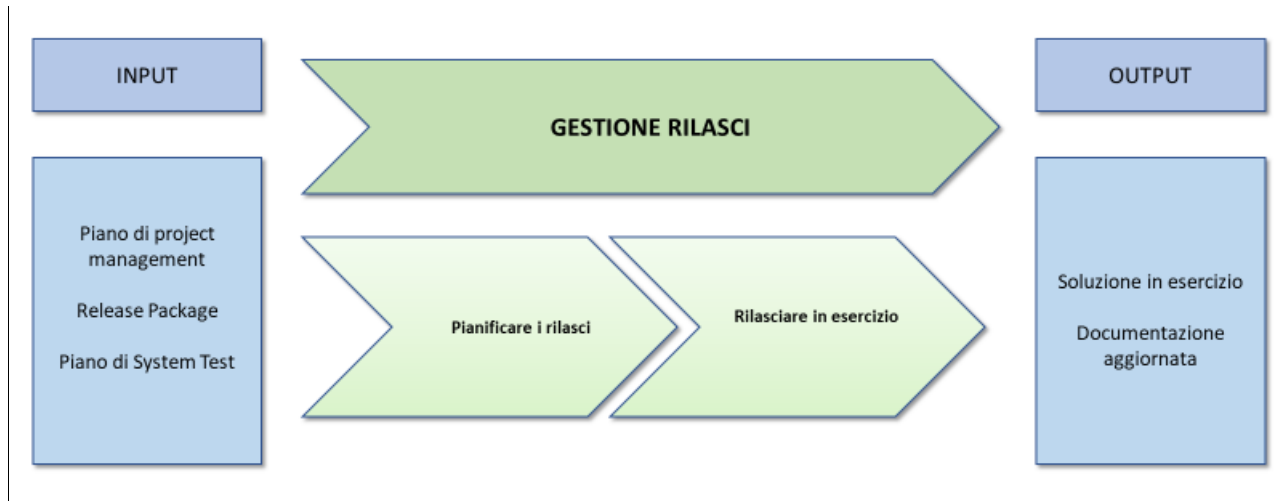 INPUT
GESTIONE RILASCI
OUTPUT
Piano di project
management
Release Package
Piano di System Test
Pianificare i rilasci
Rilasciare in esercizio
Soluzione in esercizio
Documentazione
aggiornata